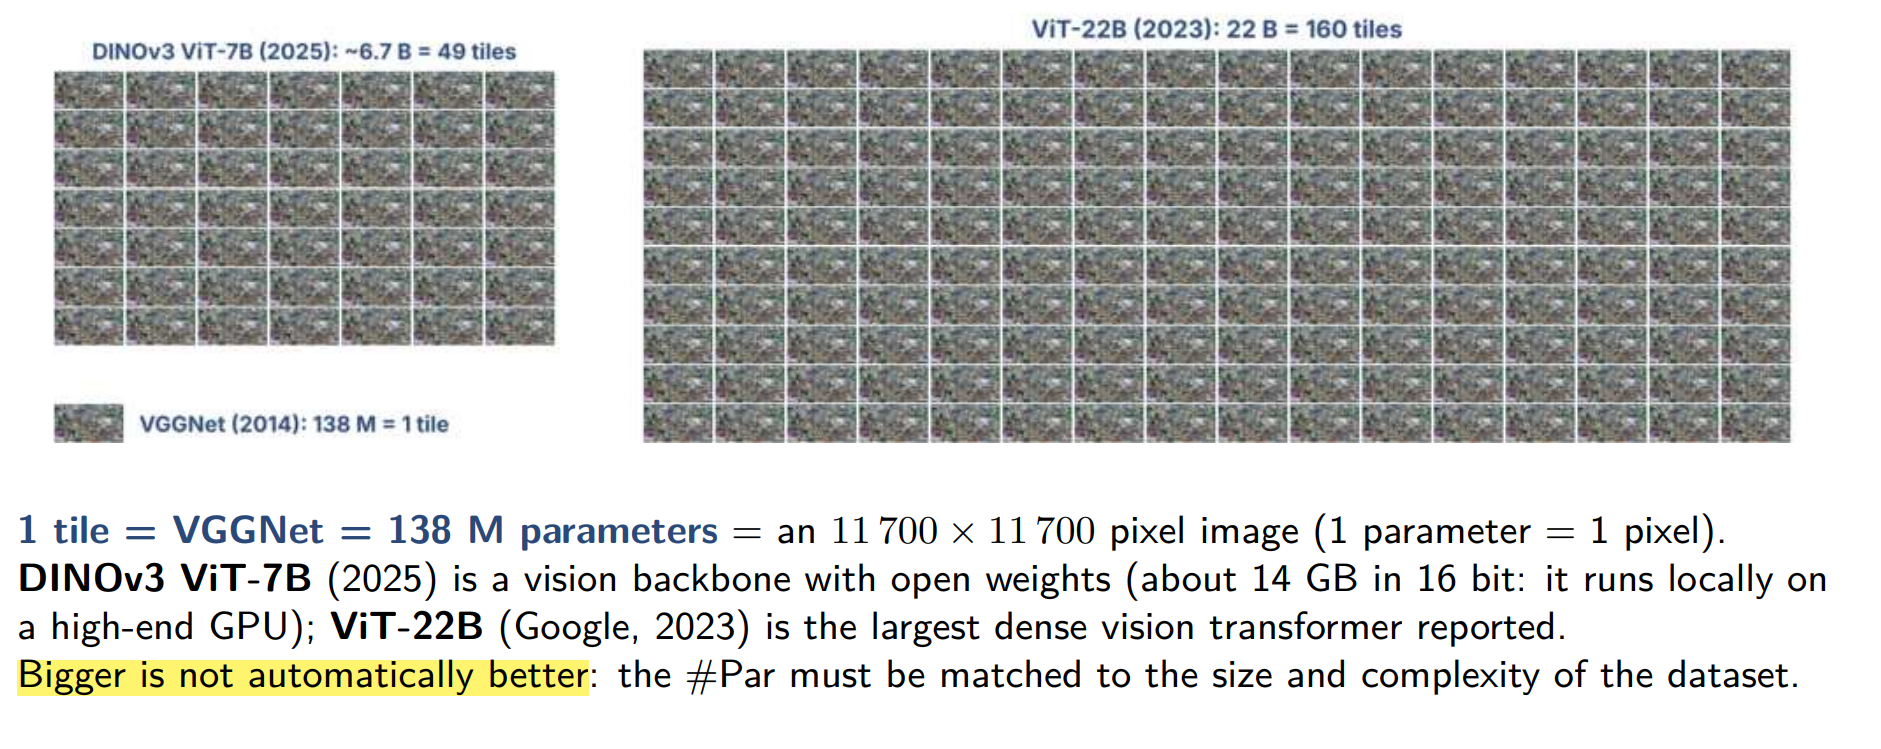 DINOv3 ViT-7B (2025): ~6.7 B = 49 tiles
ViT-22B (2023): 22 B = 160 tiles
VGGNet (2014): 138 M = 1 tile
1 tile = VGGNet = 138 M parameters = an 11 700 × 11 700 pixel image (1 parameter = 1 pixel).
DINOv3 ViT-7B (2025) is a vision backbone with open weights (about 14 GB in 16 bit: it runs locally on
a high-end GPU); ViT-22B (Google, 2023) is the largest dense vision transformer reported.
Bigger is not automatically better: the #Par must be matched to the size and complexity of the dataset.